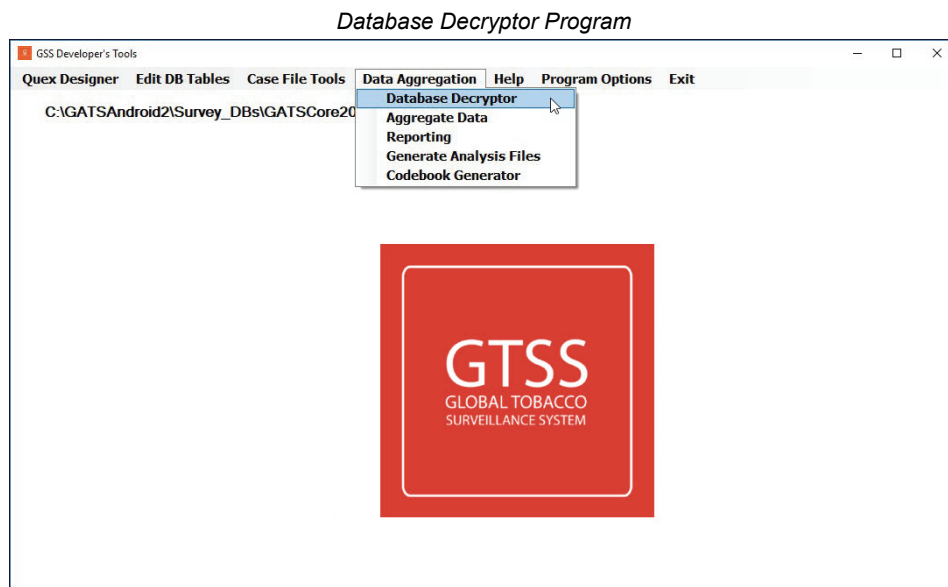 Database Decryptor Program
GSS Developer's Tools
Quex Designer Edit DB Tables Case File Tools Data Aggregation Help Program Options Exit
C:\GATSAndroid2\Survey_DBs\GATSCore20
Database Decryptor
Aggregate Data
Reporting
Generate Analysis Files
Codebook Generator
GTSS
GLOBAL TOBACCO
SURVEILLANCE SYSTEM